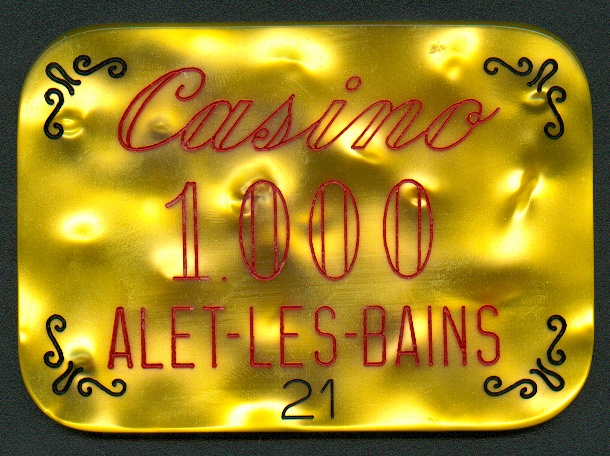 Casino
1.000
ALET-LES-BAINS
21